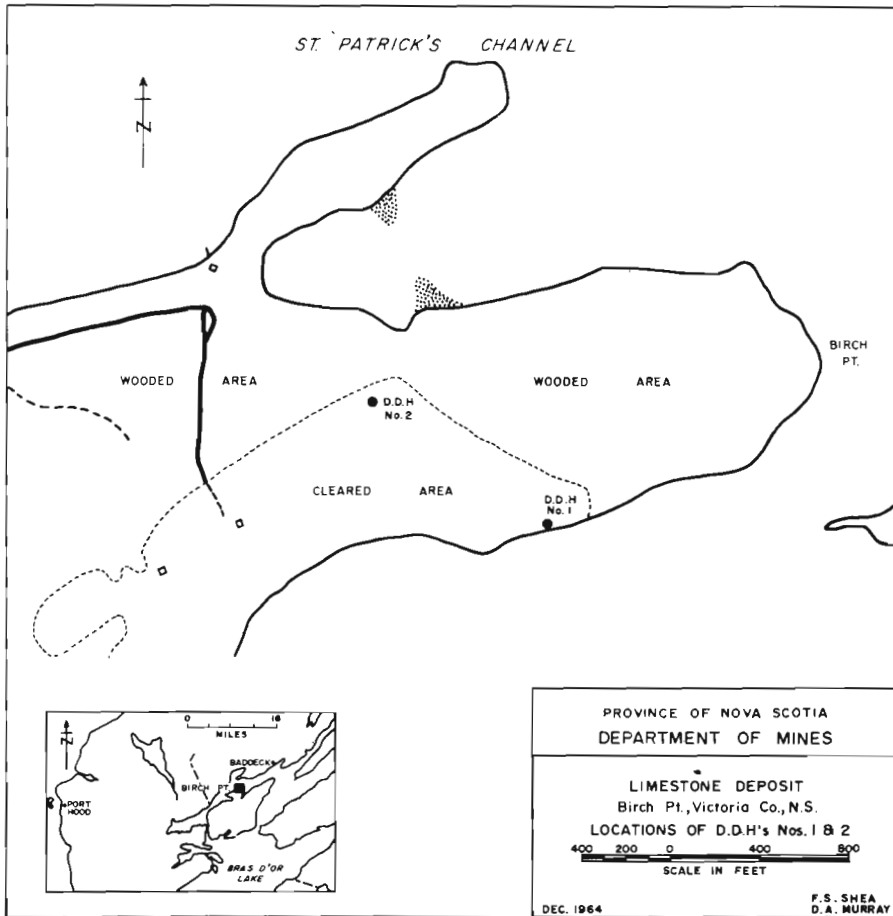 ST. PATRICK'S CHANNEL
N
BIRCH
PT.
WOODED AREA
WOODED AREA
D.D.H
No. 2
CLEARED AREA
D.D.H
No. 1
N
0 16
MILES
BADDECK
BIRCH PT.
PORT
HOOD
BRAS D'OR
LAKE
PROVINCE OF NOVA SCOTIA
DEPARTMENT OF MINES
LIMESTONE DEPOSIT
Birch Pt., Victoria Co., N.S.
LOCATIONS OF D.D.H's Nos. 1 & 2
400 200 0 400 800
SCALE IN FEET
DEC. 1964
F.S. SHEA
D.A. MURRAY